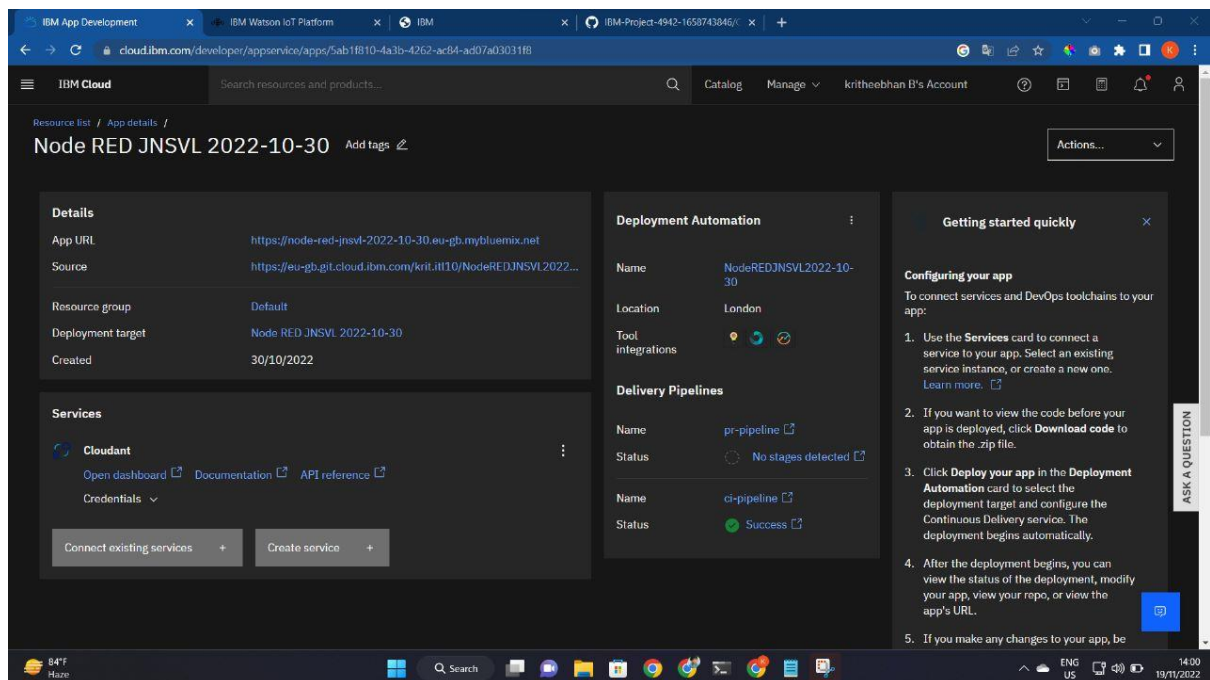 IBM App Development
IBM Watson IoT Platform
IBM
IBM-Project-4942-1658743846/
cloud.ibm.com/developer/appservice/apps/5ab1f810-4a3b-4262-ac84-ad07a03031f8
IBM Cloud
Search resources and products...
Catalog
Manage
kritheebhan B's Account
Resource list / App details /
Node RED JNSVL 2022-10-30
Add tags
Actions...
Details
App URL
https://node-red-jnsvl-2022-10-30.eu-gb.mybluemix.net
Source
https://eu-gb.git.cloud.ibm.com/krit.itl10/NodeREDJNSVL2022...
Resource group
Default
Deployment target
Node RED JNSVL 2022-10-30
Created
30/10/2022
Services
Cloudant
Open dashboard Documentation API reference
Credentials
Connect existing services +
Create service +
Deployment Automation
Name
NodeREDJNSVL2022-10-
30
Location
London
Tool
integrations
Delivery Pipelines
Name
pr-pipeline
Status
No stages detected
Name
ci-pipeline
Status
Success
Getting started quickly
Configuring your app
To connect services and DevOps toolchains to your
app:
1. Use the Services card to connect a
service to your app. Select an existing
service instance, or create a new one.
Learn more.
2. If you want to view the code before your
app is deployed, click Download code to
obtain the .zip file.
3. Click Deploy your app in the Deployment
Automation card to select the
deployment target and configure the
Continuous Delivery service. The
deployment begins automatically.
4. After the deployment begins, you can
view the status of the deployment, modify
your app, view your repo, or view the
app's URL.
5. If you make any changes to your app, be
ASK A QUESTION
84°F
Haze
Search
ENG
US
14:00
19/11/2022